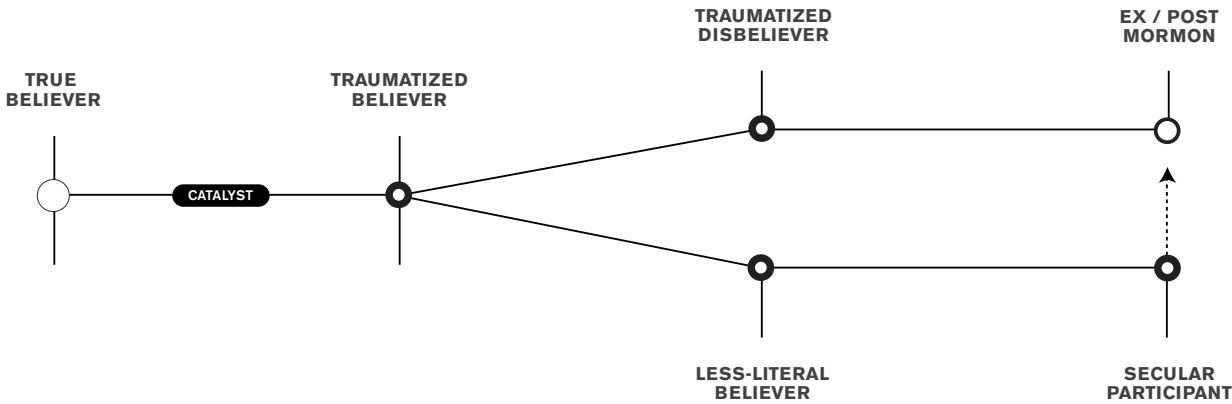 TRAUMATIZED
DISBELIEVER
EX / POST
MORMON
TRUE
BELIEVER
TRAUMATIZED
BELIEVER
CATALYST
LESS-LITERAL
BELIEVER
SECULAR
PARTICIPANT